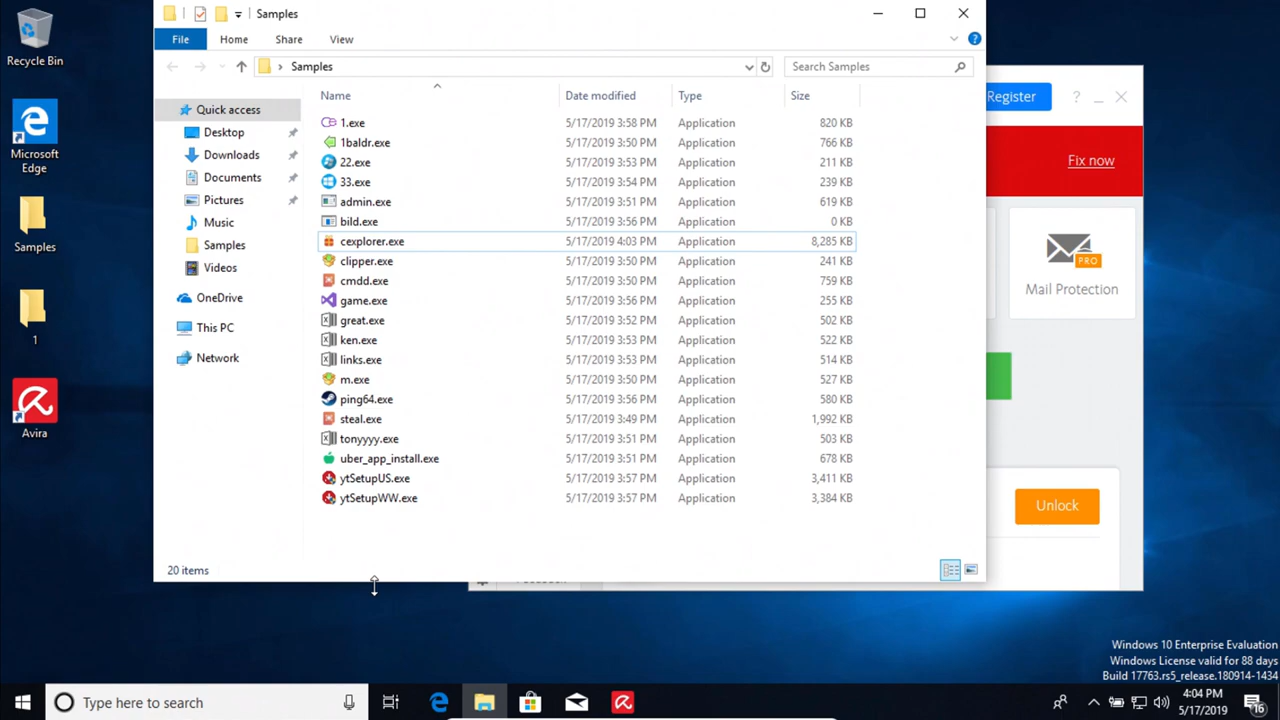 Recycle Bin
Microsoft Edge
Samples
1
Avira
Samples
File Home Share View
Samples
Search Samples
Name Date modified Type Size
Quick access
Desktop
Downloads
Documents
Pictures
Music
Samples
Videos
OneDrive
This PC
Network
1.exe 5/17/2019 3:58 PM Application 820 KB
1baldr.exe 5/17/2019 3:50 PM Application 766 KB
22.exe 5/17/2019 3:53 PM Application 211 KB
33.exe 5/17/2019 3:54 PM Application 239 KB
admin.exe 5/17/2019 3:51 PM Application 619 KB
bild.exe 5/17/2019 3:56 PM Application 0 KB
cexplorer.exe 5/17/2019 4:03 PM Application 8,285 KB
clipper.exe 5/17/2019 3:50 PM Application 241 KB
cmdd.exe 5/17/2019 3:50 PM Application 759 KB
game.exe 5/17/2019 3:56 PM Application 255 KB
great.exe 5/17/2019 3:52 PM Application 502 KB
ken.exe 5/17/2019 3:53 PM Application 522 KB
links.exe 5/17/2019 3:53 PM Application 514 KB
m.exe 5/17/2019 3:50 PM Application 527 KB
ping64.exe 5/17/2019 3:56 PM Application 580 KB
steal.exe 5/17/2019 3:49 PM Application 1,992 KB
tonyyyy.exe 5/17/2019 3:51 PM Application 503 KB
uber_app_install.exe 5/17/2019 3:51 PM Application 678 KB
ytSetupUS.exe 5/17/2019 3:57 PM Application 3,411 KB
ytSetupWW.exe 5/17/2019 3:57 PM Application 3,384 KB
20 items
Register ?
Fix now
PRO
Mail Protection
Unlock
Windows 10 Enterprise Evaluation
Windows License valid for 88 days
Build 17763.rs5_release.180914-1434
Type here to search
4:04 PM
5/17/2019
16